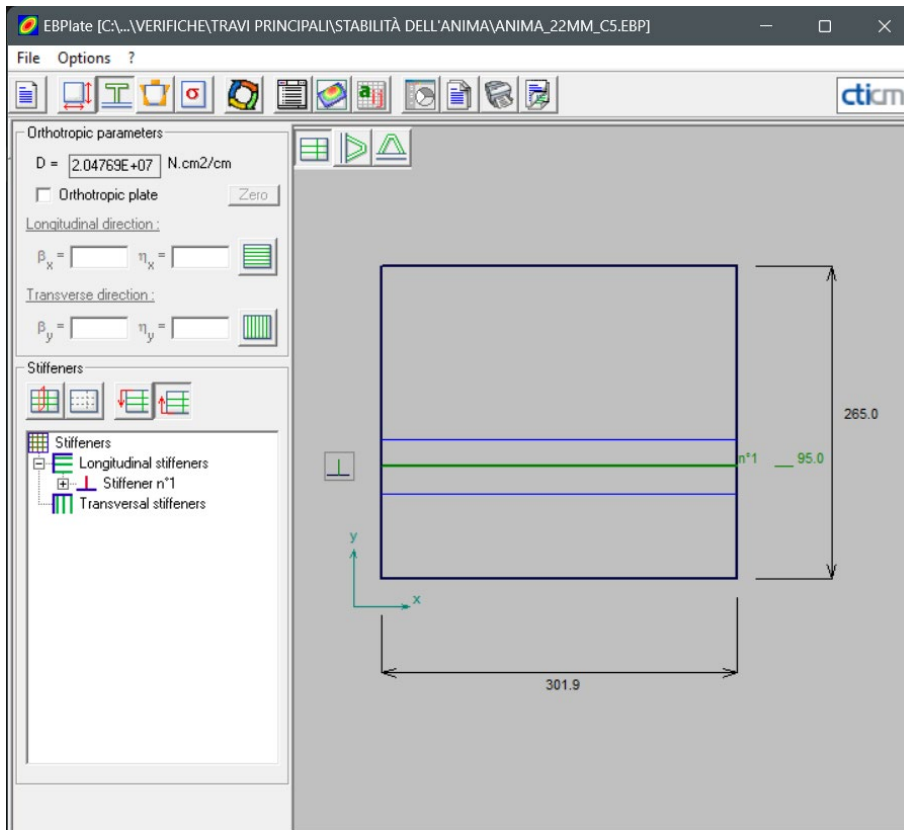 EBPlate [C:\...\VERIFICHE\TRAVI PRINCIPALI\STABILITÀ DELL'ANIMA\ANIMA_22MM_C5.EBP]
File Options ?
σ
cticm
Orthotropic parameters
D = 2.04769E+07 N.cm2/cm
Orthotropic plate Zero
Longitudinal direction :
βx = ηx =
Transverse direction :
βy = ηy =
Stiffeners
Stiffeners
Longitudinal stiffeners
Stiffener n°1
Transversal stiffeners
265.0
n°1 95.0
y
x
301.9